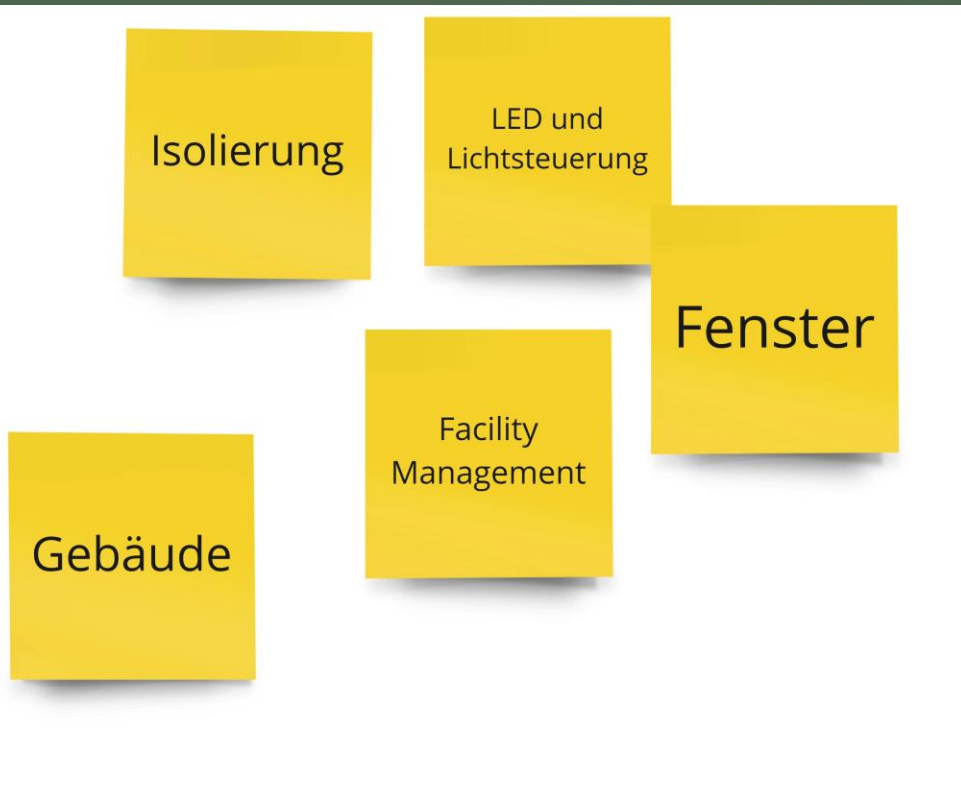 Isolierung
LED und
Lichtsteuerung
Fenster
Facility
Management
Gebäude